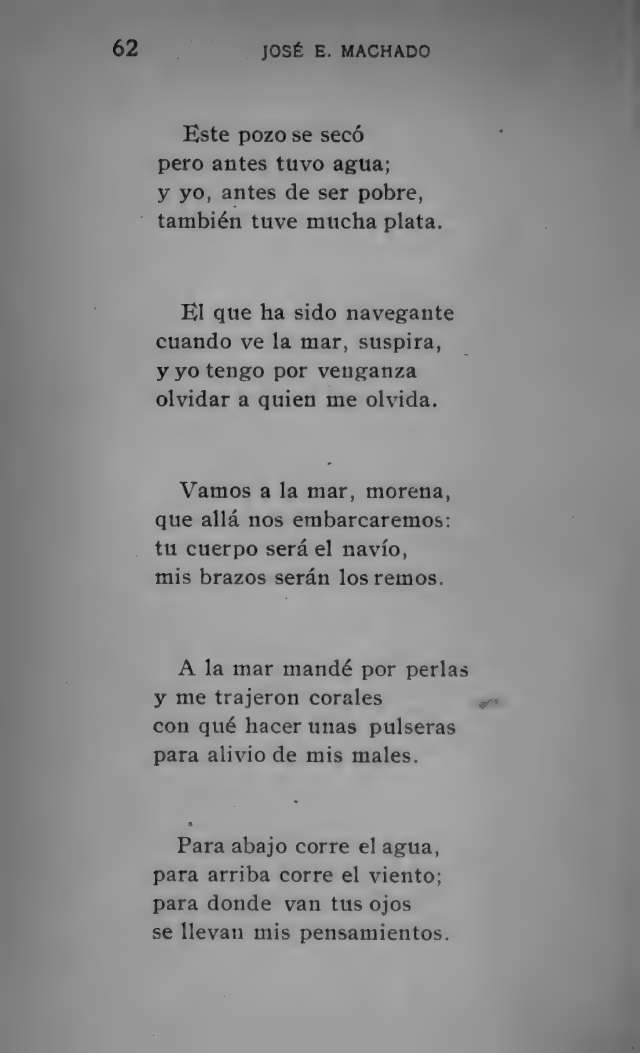 62 JOSÉ E. MACHADO
Este pozo se secó
pero antes tuvo agua;
y yo, antes de ser pobre,
también tuve mucha plata.
El que ha sido navegante
cuando ve la mar, suspira,
y yo tengo por venganza
olvidar a quien me olvida.
Vamos a la mar, morena,
que allá nos embarcaremos:
tu cuerpo será el navío,
mis brazos serán los remos.
A la mar mandé por perlas
y me trajeron corales
con qué hacer unas pulseras
para alivio de mis males.
Para abajo corre el agua,
para arriba corre el viento;
para donde van tus ojos
se llevan mis pensamientos.